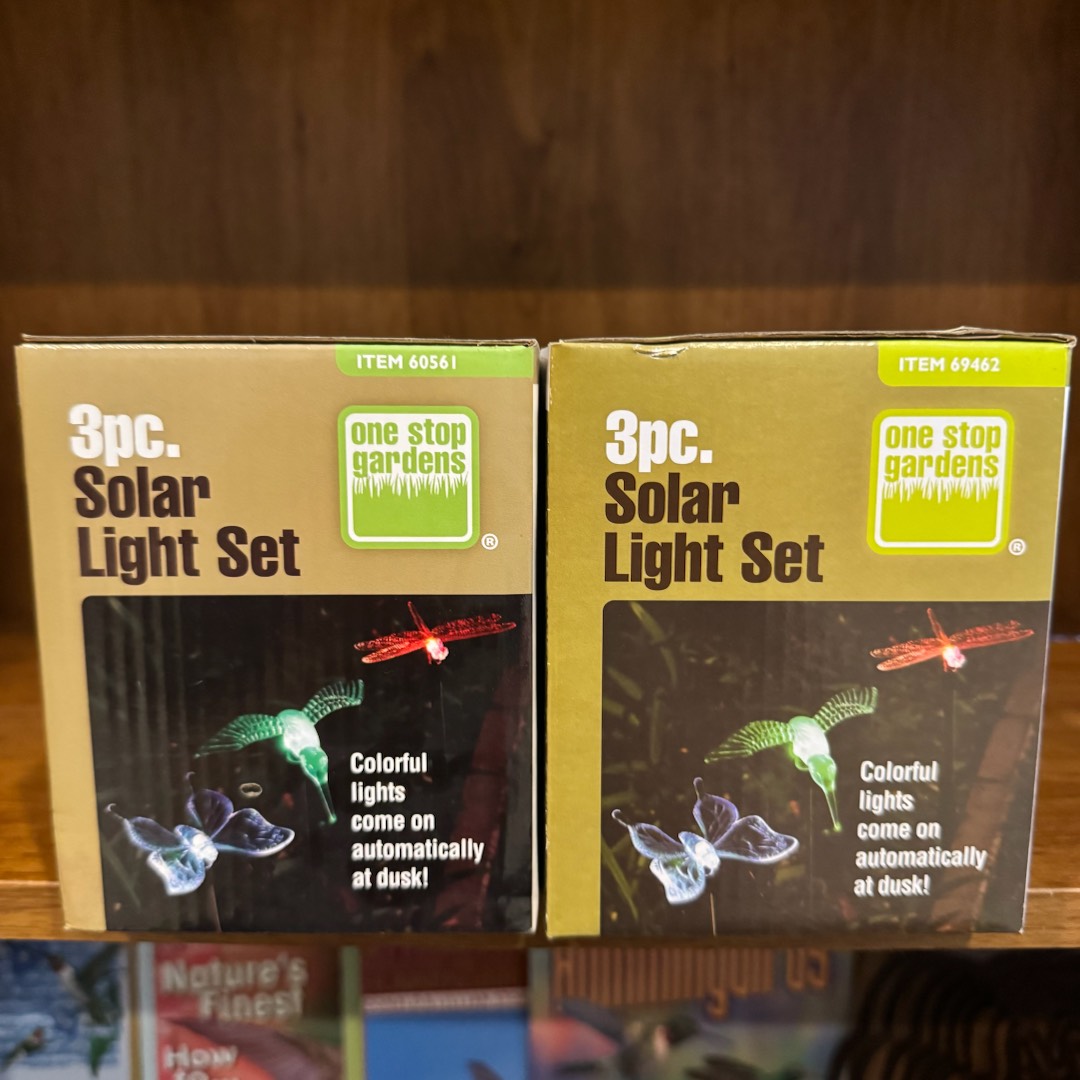 ITEM 60561
3pc.
Solar
Light Set
one stop
gardens
®
Colorful
lights
come on
automatically
at dusk!
ITEM 69462
3pc.
Solar
Light Set
one stop
gardens
®
Colorful
lights
come on
automatically
at dusk!
Nature's
Finest
How